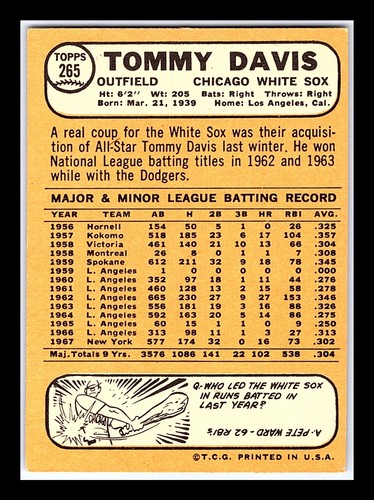 TOPPS
265
TOMMY DAVIS
OUTFIELD CHICAGO WHITE SOX
Ht: 6'2" Wt: 205 Bats: Right Throws: Right
Born: Mar. 21, 1939 Home: Los Angeles, Cal.
A real coup for the White Sox was their acquisi-
tion of All-Star Tommy Davis last winter. He won
National League batting titles in 1962 and 1963
while with the Dodgers.
MAJOR & MINOR LEAGUE BATTING RECORD
YEAR TEAM AB H 2B 3B HR RBI AVG.
1956 Hornell 154 50 5 1 0 26 .325
1957 Kokomo 518 185 23 6 17 104 .357
1958 Victoria 461 140 21 10 13 66 .304
1958 Montreal 26 8 0 1 1 7 .308
1959 Spokane 612 211 32 9 18 78 .345
1959 L. Angeles 1 0 0 0 0 0 .000
1960 L. Angeles 352 97 18 1 11 44 .276
1961 L. Angeles 460 128 13 2 15 58 .278
1962 L. Angeles 665 230 27 9 27 153 .346
1963 L. Angeles 556 181 19 3 16 88 .326
1964 L. Angeles 592 163 20 5 14 86 .275
1965 L. Angeles 60 15 1 0 0 9 .250
1966 L. Angeles 313 98 11 1 3 27 .313
1967 New York 577 174 32 0 16 73 .302
Maj. Totals 9 Yrs. 3576 1086 141 22 102 538 .304
Q-WHO LED THE WHITE SOX
IN RUNS BATTED IN
LAST YEAR?
A. PETE WARD-62 RBI's
©T.C.G. PRINTED IN U.S.A.